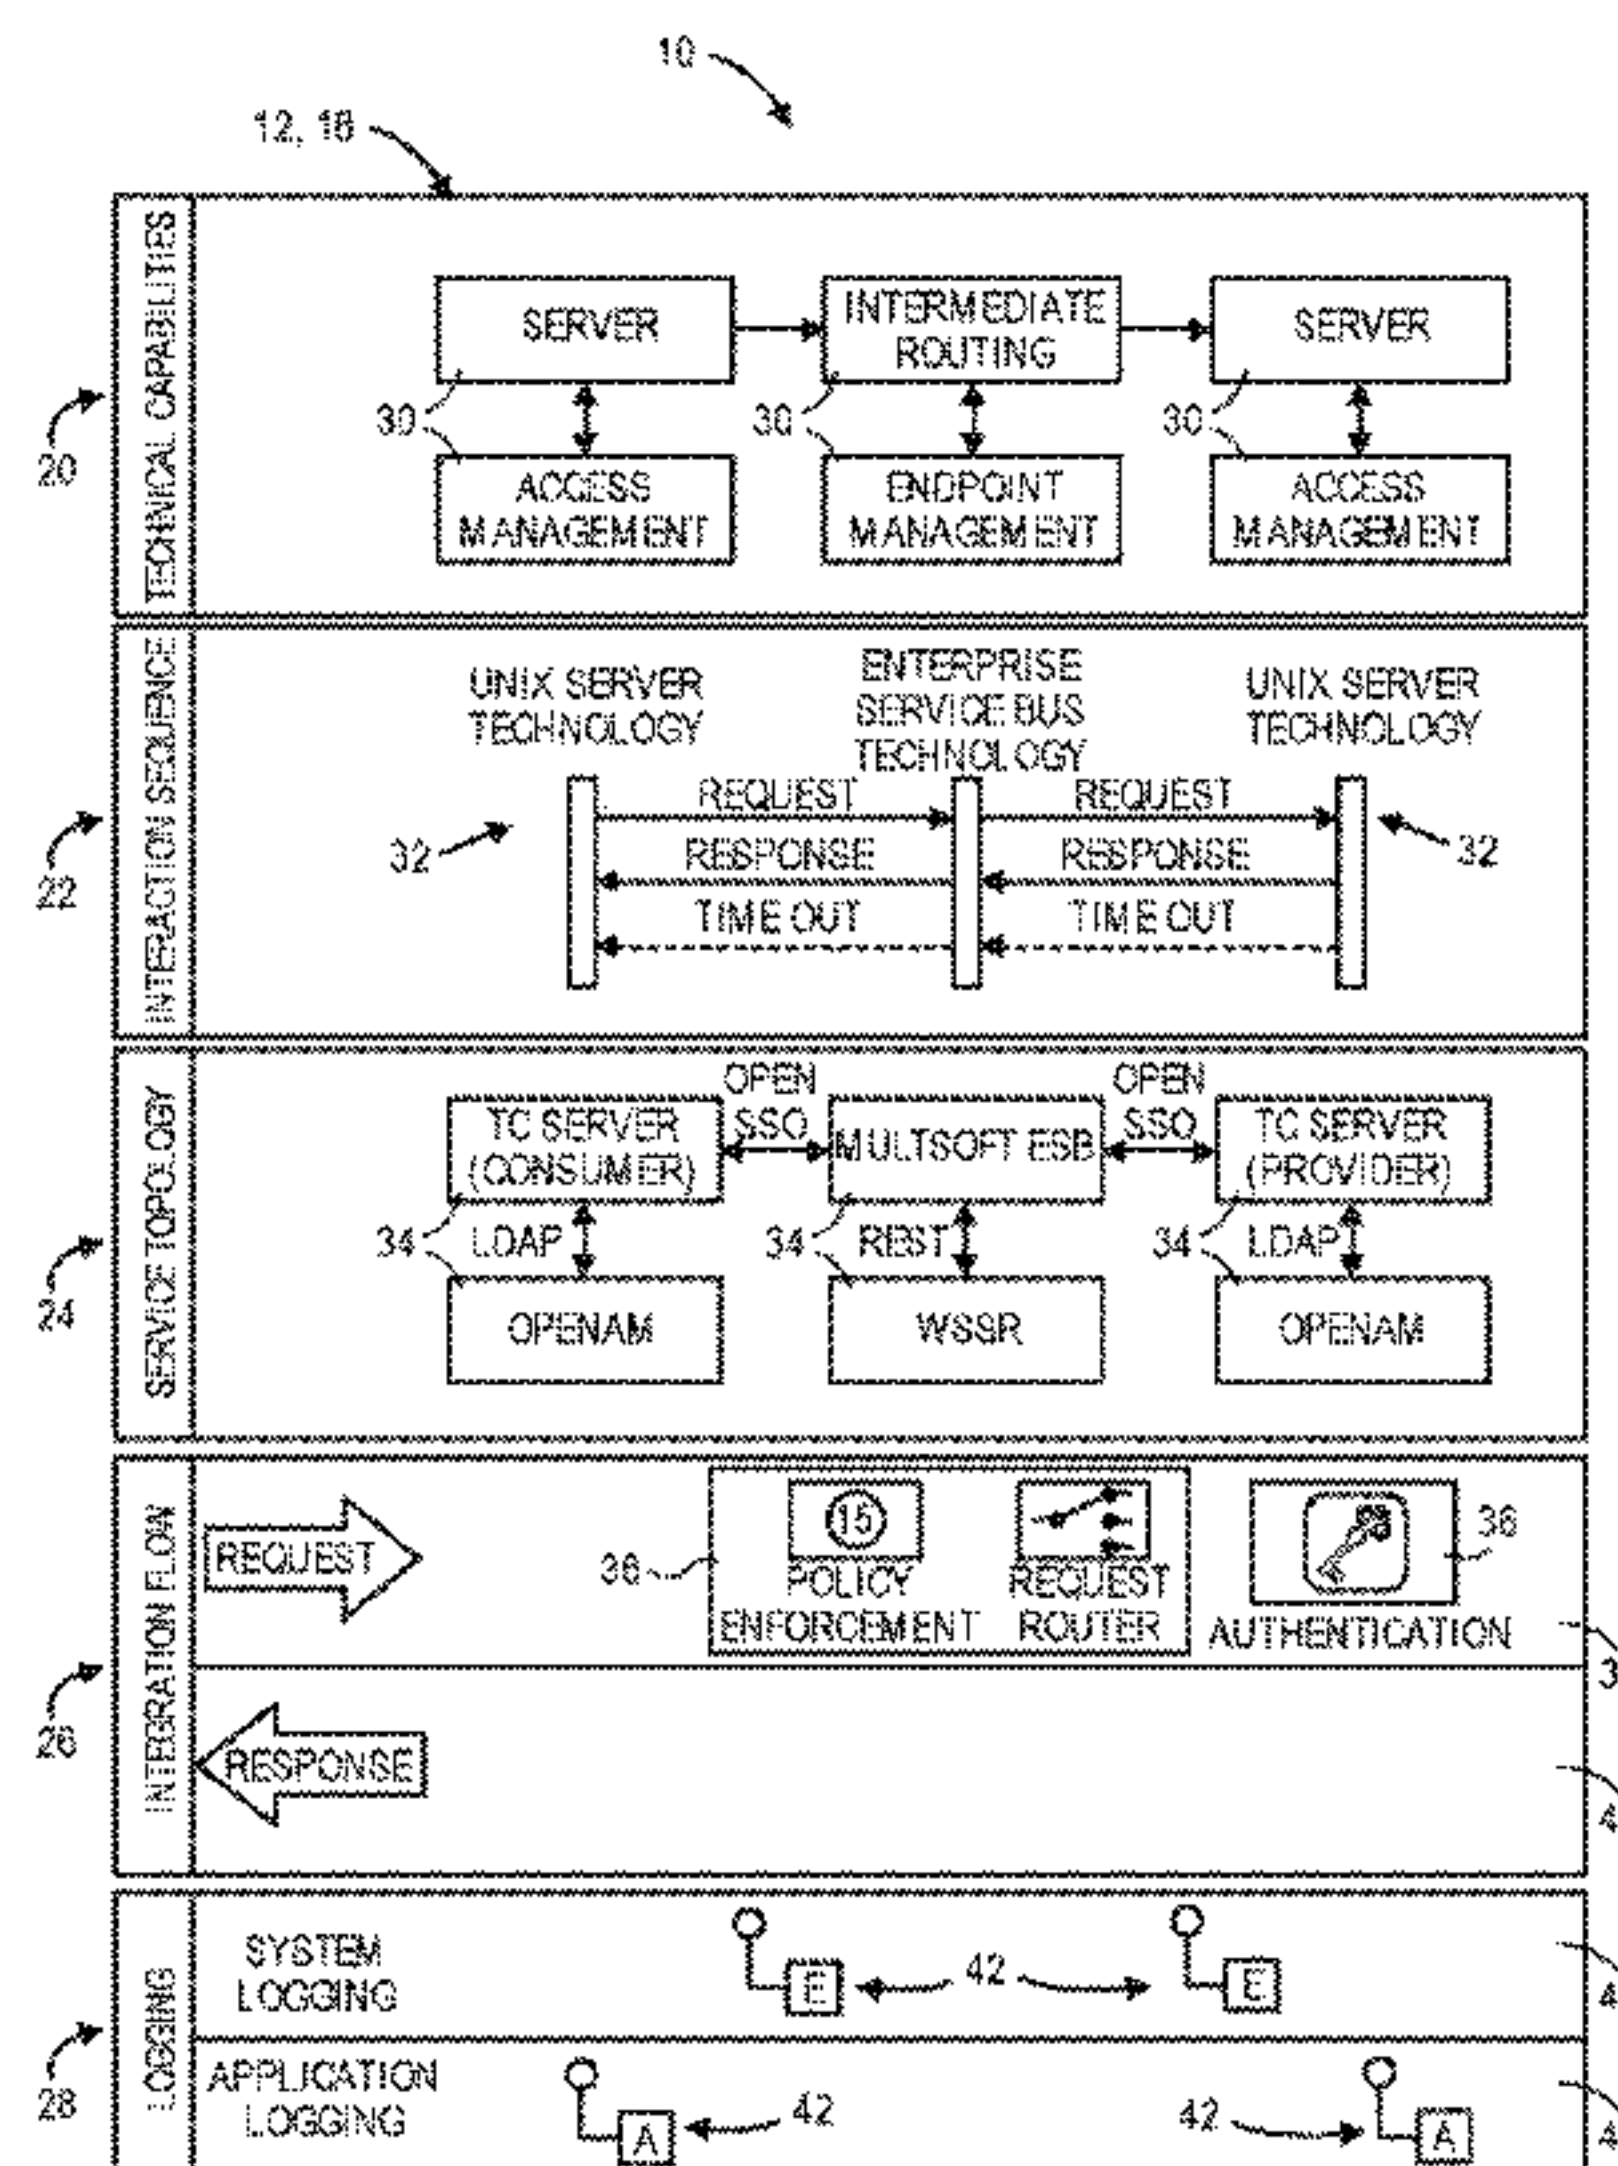 10
12, 16
TECHNICAL CAPABILITIES
20
SERVER
INTERMEDIATE
ROUTING
SERVER
30
30
30
ACCESS
MANAGEMENT
ENDPOINT
MANAGEMENT
ACCESS
MANAGEMENT
INTERACTION SEQUENCE
22
UNIX SERVER
TECHNOLOGY
ENTERPRISE
SERVICE BUS
TECHNOLOGY
UNIX SERVER
TECHNOLOGY
REQUEST
REQUEST
32
RESPONSE
RESPONSE
32
TIME OUT
TIME OUT
SERVICE TOPOLOGY
24
TC SERVER
(CONSUMER)
OPEN
SSO
MULTSOFT ESB
OPEN
SSO
TC SERVER
(PROVIDER)
34
LDAP
34
REST
34
LDAP
OPENAM
WSSR
OPENAM
INTEGRATION FLOW
26
REQUEST
36
15
POLICY
ENFORCEMENT
REQUEST
ROUTER
36
AUTHENTICATION
RESPONSE
LOGGING
28
SYSTEM
LOGGING
E
42
E
APPLICATION
LOGGING
A
42
42
A